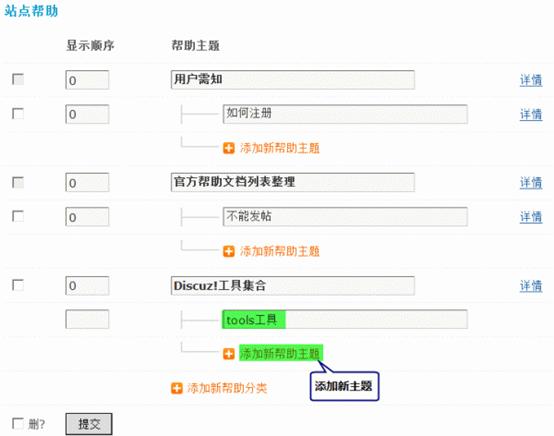 站点帮助
显示顺序 帮助主题
0 用户需知 详情
0 如何注册 详情
添加新帮助主题
0 官方帮助文档列表整理 详情
0 不能发帖 详情
添加新帮助主题
0 Discuz!工具集合 详情
tools工具
添加新帮助主题
添加新帮助分类 添加新主题
删? 提交